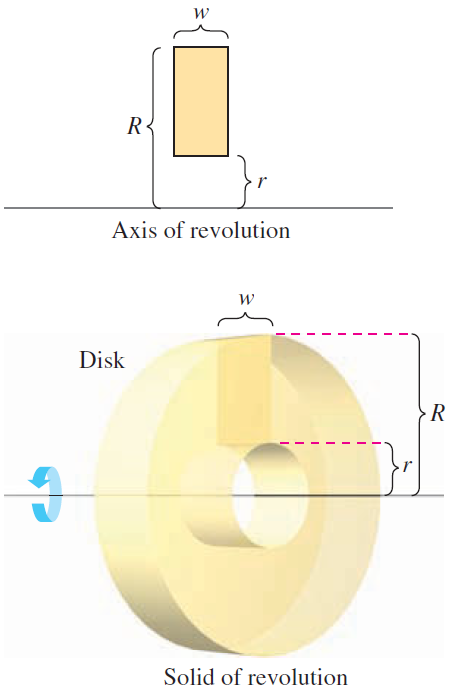 w
R
r
Axis of revolution
w
Disk
R
r
Solid of revolution